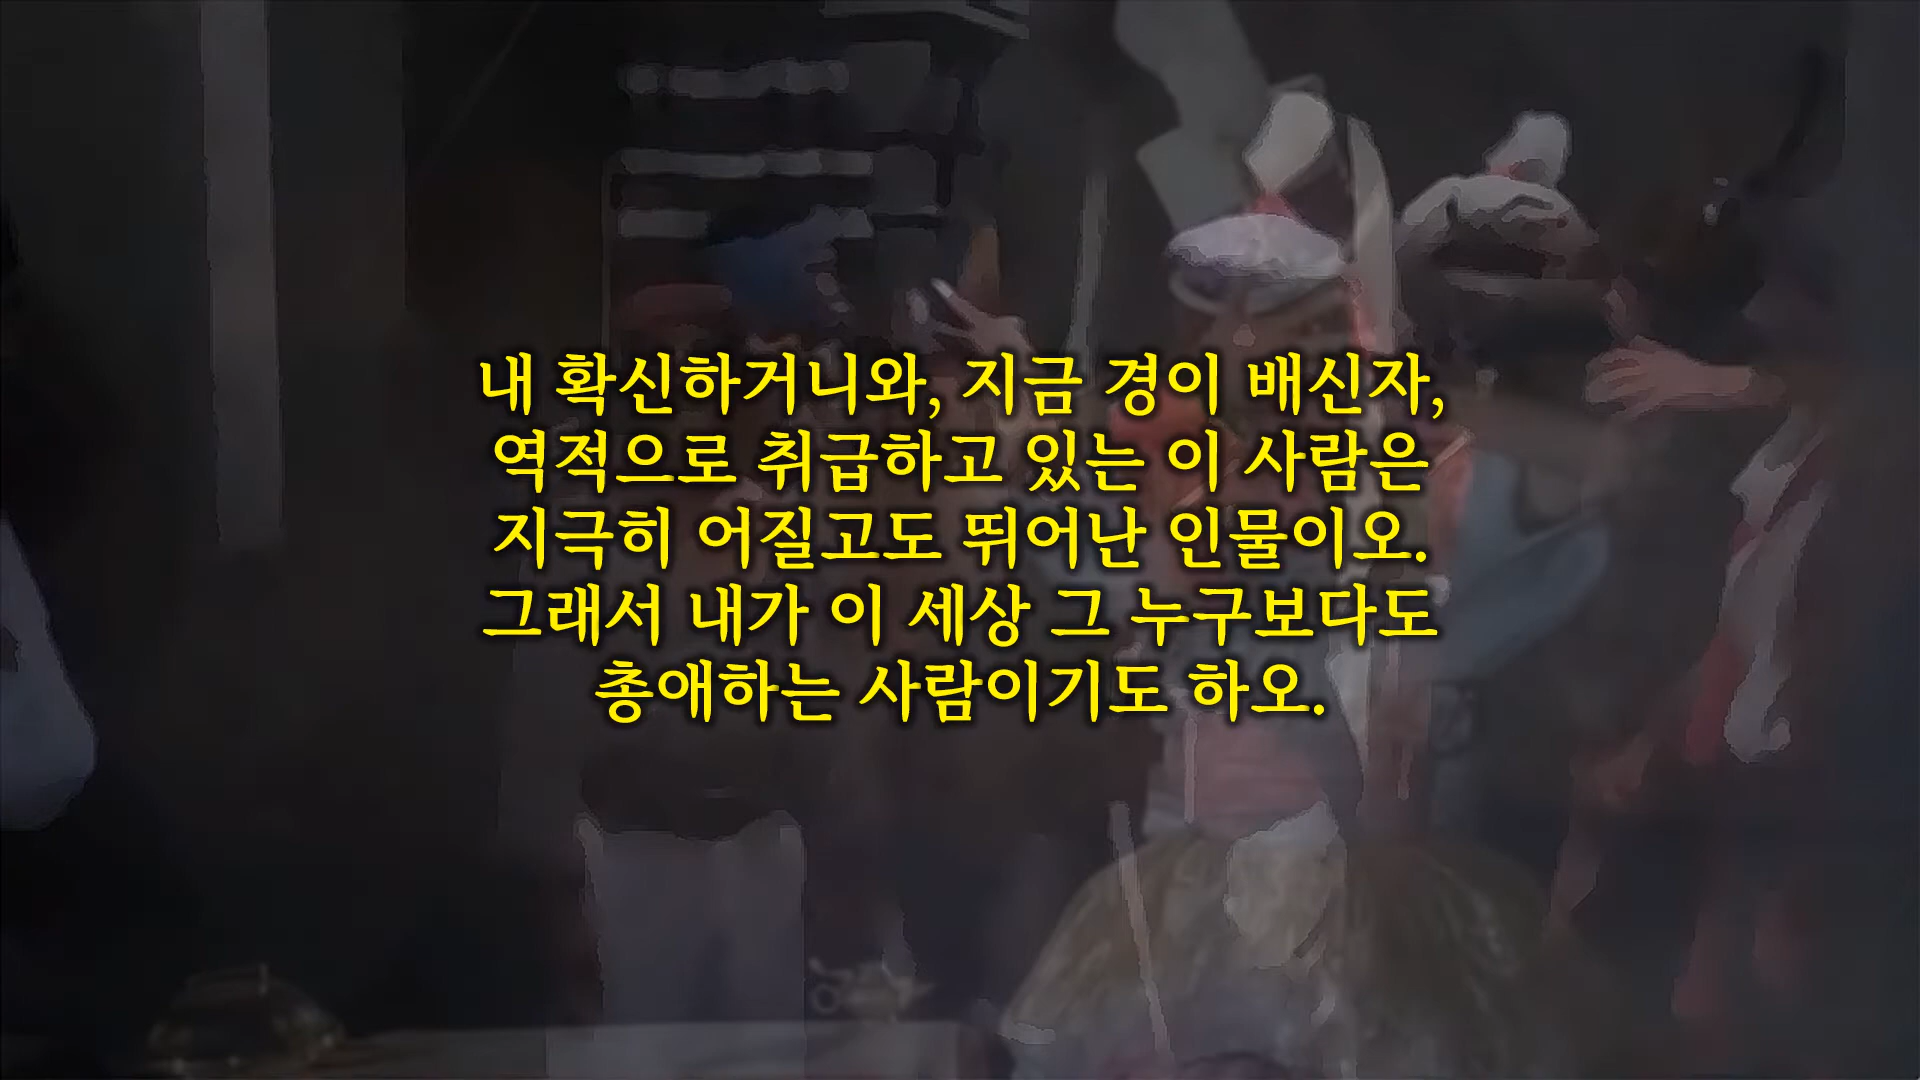 내 확신하거니와, 지금 경이 배신자,
역적으로 취급하고 있는 이 사람은
지극히 어질고도 뛰어난 인물이오.
그래서 내가 이 세상 그 누구보다도
총애하는 사람이기도 하오.